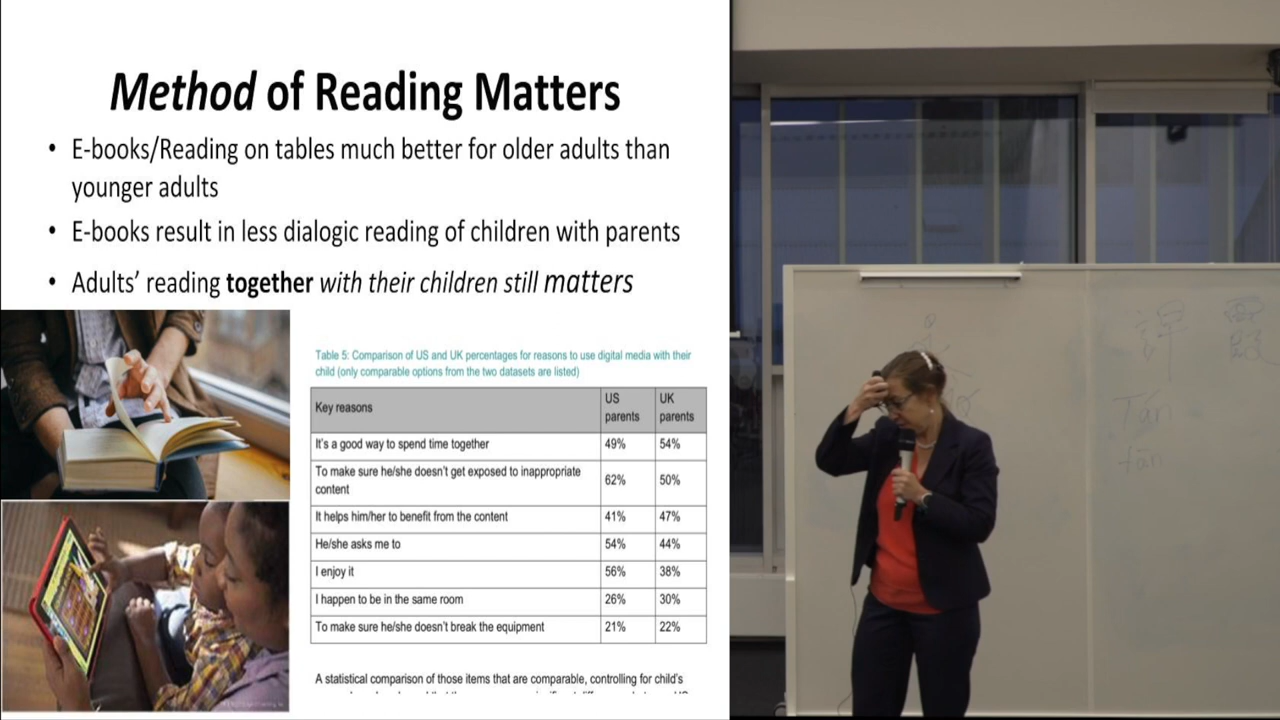 Method of Reading Matters
• E-books/Reading on tables much better for older adults than
younger adults
• E-books result in less dialogic reading of children with parents
• Adults’ reading together with their children still matters
Table 5: Comparison of US and UK percentages for reasons to use digital media with their
child (only comparable options from the two datasets are listed)
Key reasons US parents UK parents
It's a good way to spend time together 49% 54%
To make sure he/she doesn't get exposed to inappropriate
content 62% 50%
It helps him/her to benefit from the content 41% 47%
He/she asks me to 54% 44%
I enjoy it 56% 38%
I happen to be in the same room 26% 30%
To make sure he/she doesn't break the equipment 21% 22%
A statistical comparison of those items that are comparable, controlling for child's
Tán
tān